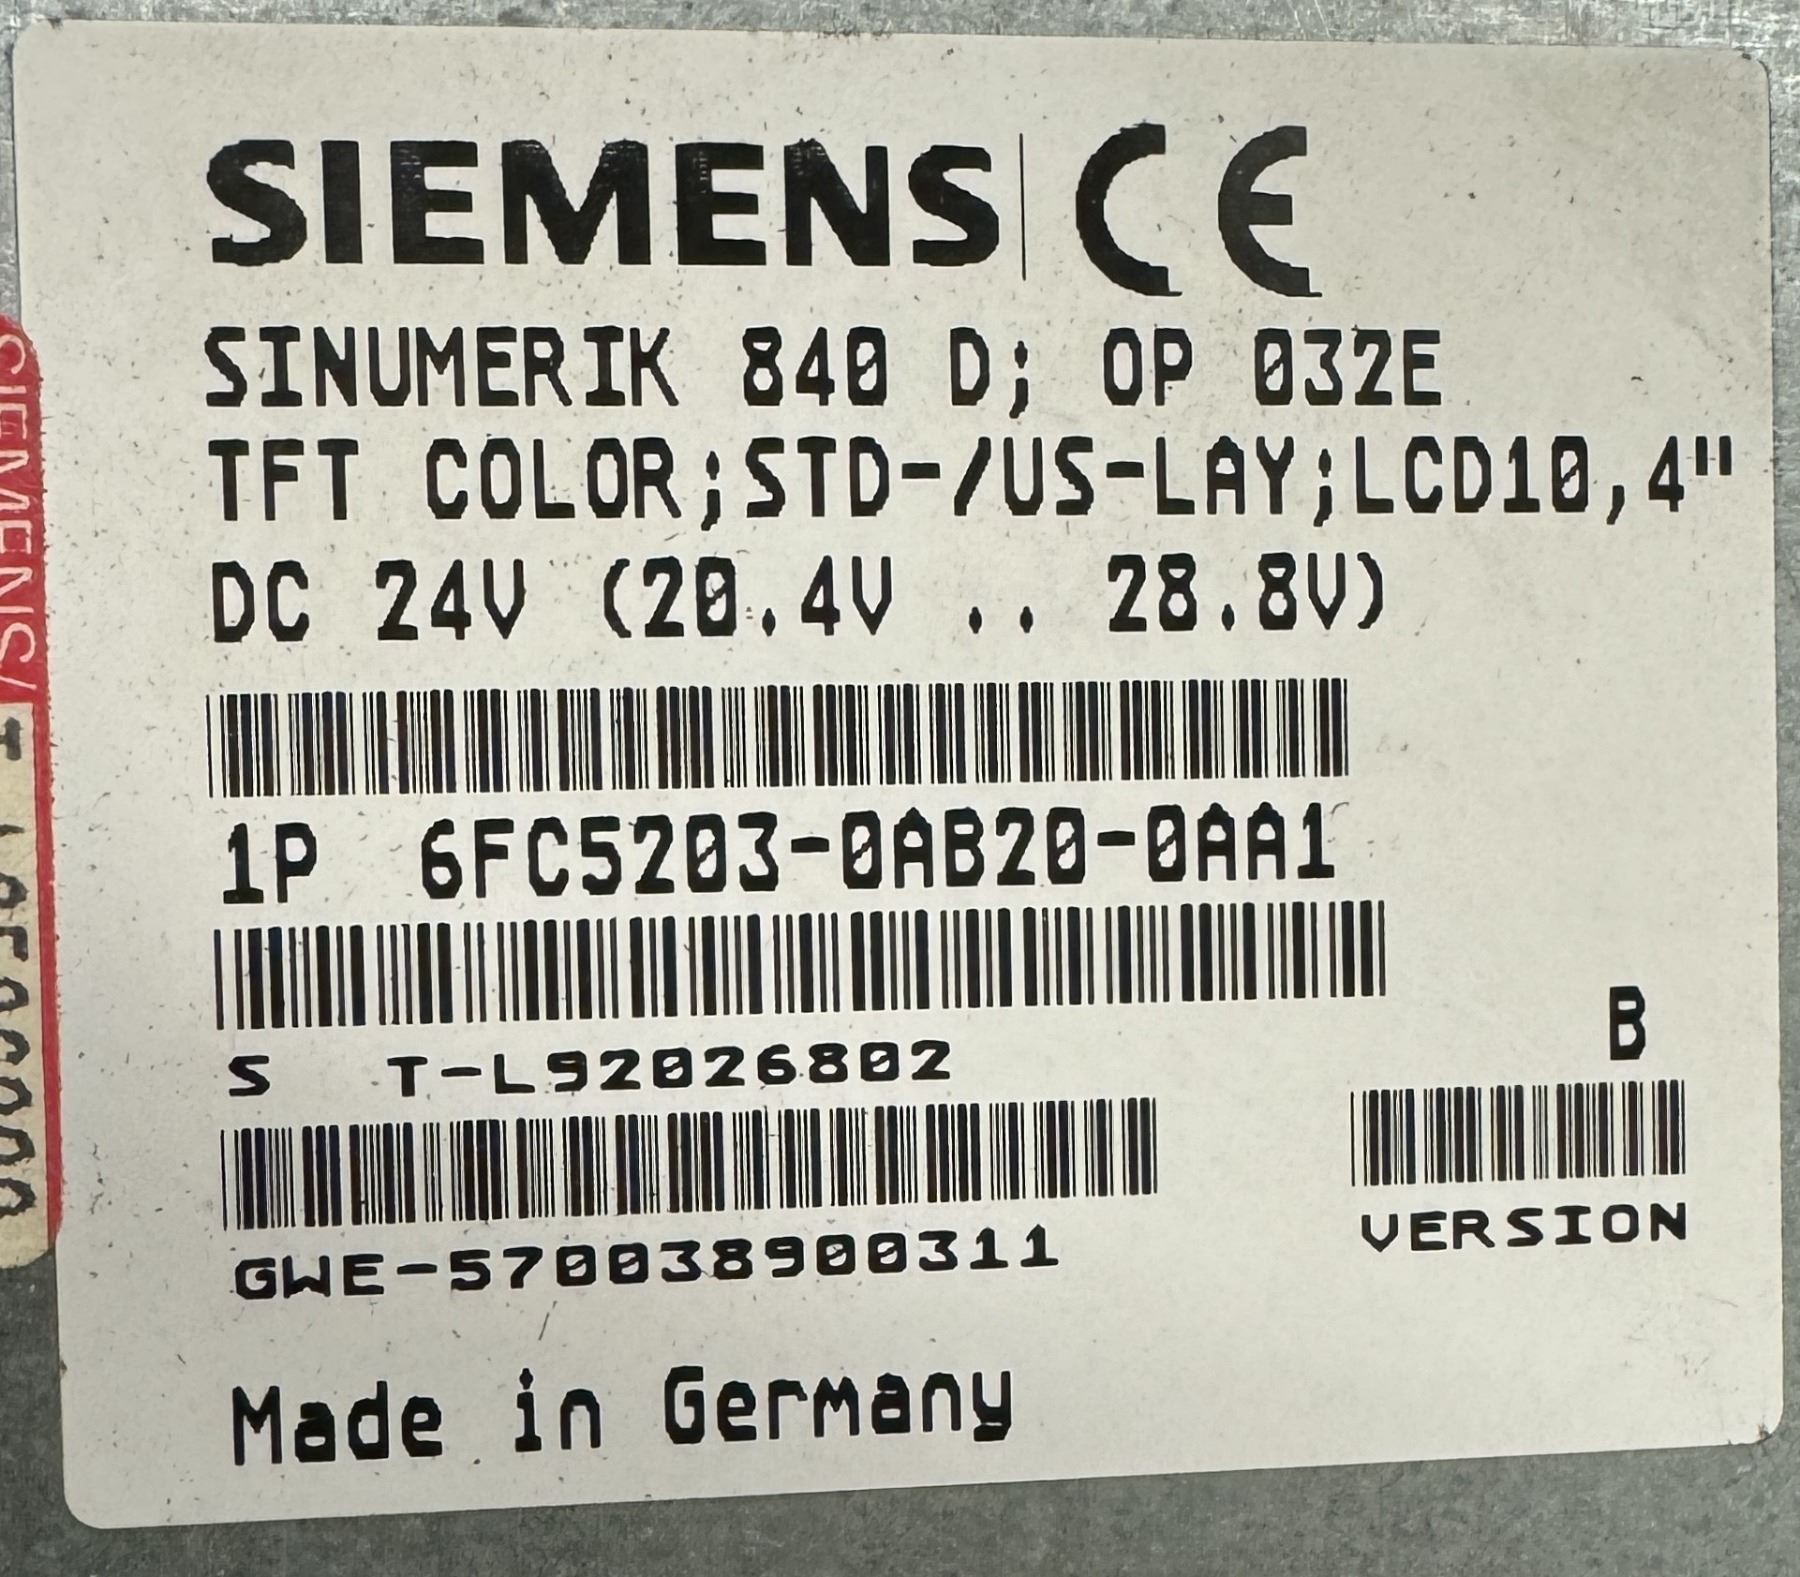 SIEMENS CE
SINUMERIK 840 D; OP 032E
TFT COLOR;STD-/US-LAY;LCD10,4"
DC 24V (20.4V .. 28.8V)
1P 6FC5203-0AB20-0AA1
B
S T-L92026802
VERSION
GWE-570038900311
Made in Germany
SIEMENS